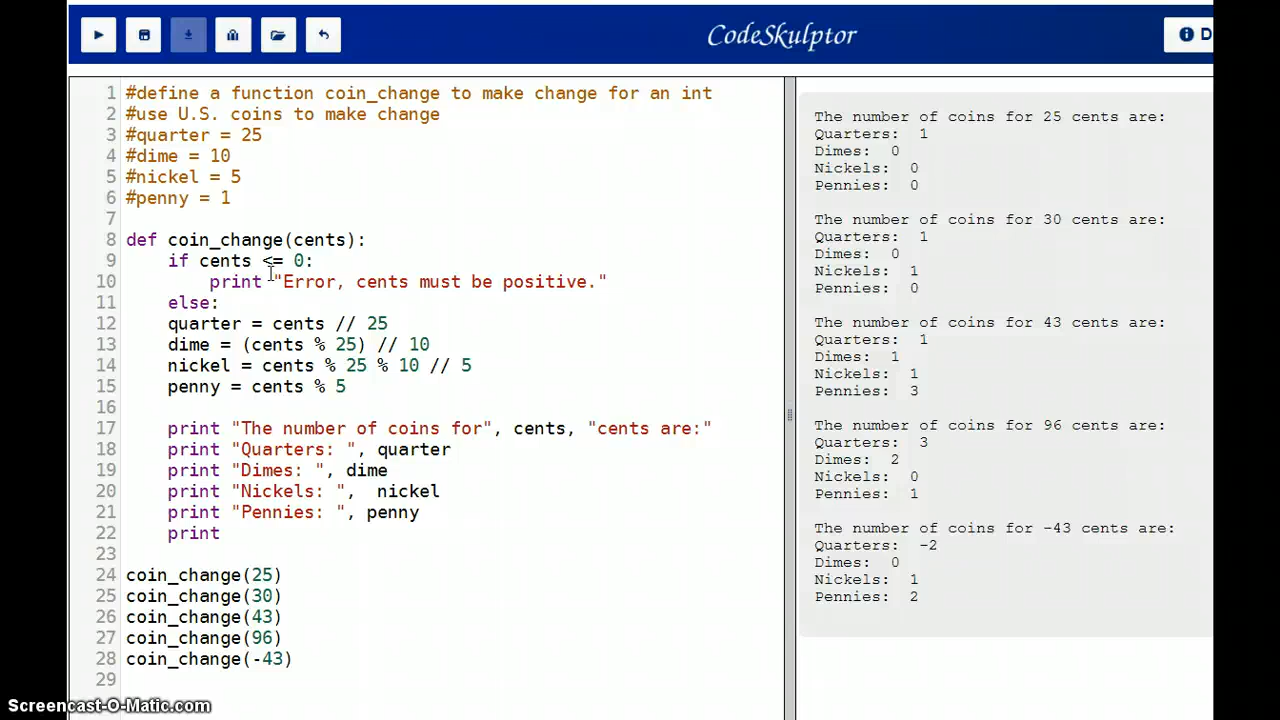 CodeSkulptor
D
1 #define a function coin_change to make change for an int
2 #use U.S. coins to make change
3 #quarter = 25
4 #dime = 10
5 #nickel = 5
6 #penny = 1
7
8 def coin_change(cents):
9 if cents <= 0:
10 print "Error, cents must be positive."
11 else:
12 quarter = cents // 25
13 dime = (cents % 25) // 10
14 nickel = cents % 25 % 10 // 5
15 penny = cents % 5
16
17 print "The number of coins for", cents, "cents are:"
18 print "Quarters: ", quarter
19 print "Dimes: ", dime
20 print "Nickels: ",  nickel
21 print "Pennies: ", penny
22 print
23
24 coin_change(25)
25 coin_change(30)
26 coin_change(43)
27 coin_change(96)
28 coin_change(-43)
29
The number of coins for 25 cents are:
Quarters:  1
Dimes:  0
Nickels:  0
Pennies:  0
The number of coins for 30 cents are:
Quarters:  1
Dimes:  0
Nickels:  1
Pennies:  0
The number of coins for 43 cents are:
Quarters:  1
Dimes:  1
Nickels:  1
Pennies:  3
The number of coins for 96 cents are:
Quarters:  3
Dimes:  2
Nickels:  0
Pennies:  1
The number of coins for -43 cents are:
Quarters:  -2
Dimes:  0
Nickels:  1
Pennies:  2
Screencast-O-Matic.com